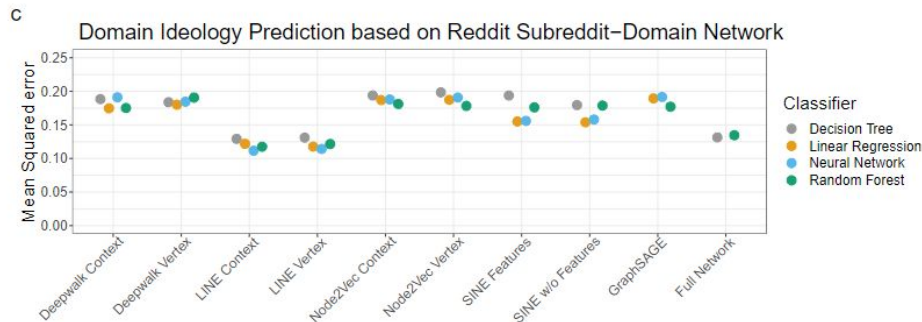 c
Domain Ideology Prediction based on Reddit Subreddit−Domain Network
Mean Squared error
0.25
0.20
0.15
0.10
0.05
0.00
Deepwalk Context
Deepwalk Vertex
LINE Context
LINE Vertex
Node2Vec Context
Node2Vec Vertex
SINE Features
SINE w/o Features
GraphSAGE
Full Network
Classifier
Decision Tree
Linear Regression
Neural Network
Random Forest